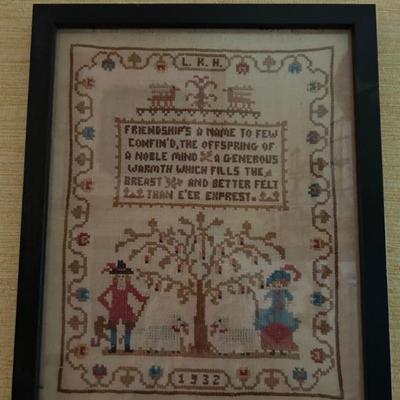 L. K. H.
FRIENDSHIP'S A NAME TO FEW
CONFIN'D, THE OFFSPRING OF
A NOBLE MIND A GENEROUS
WARMTH WHICH FILLS THE
BREAST AND BETTER FELT
THAN E'ER EXPREST.
1932